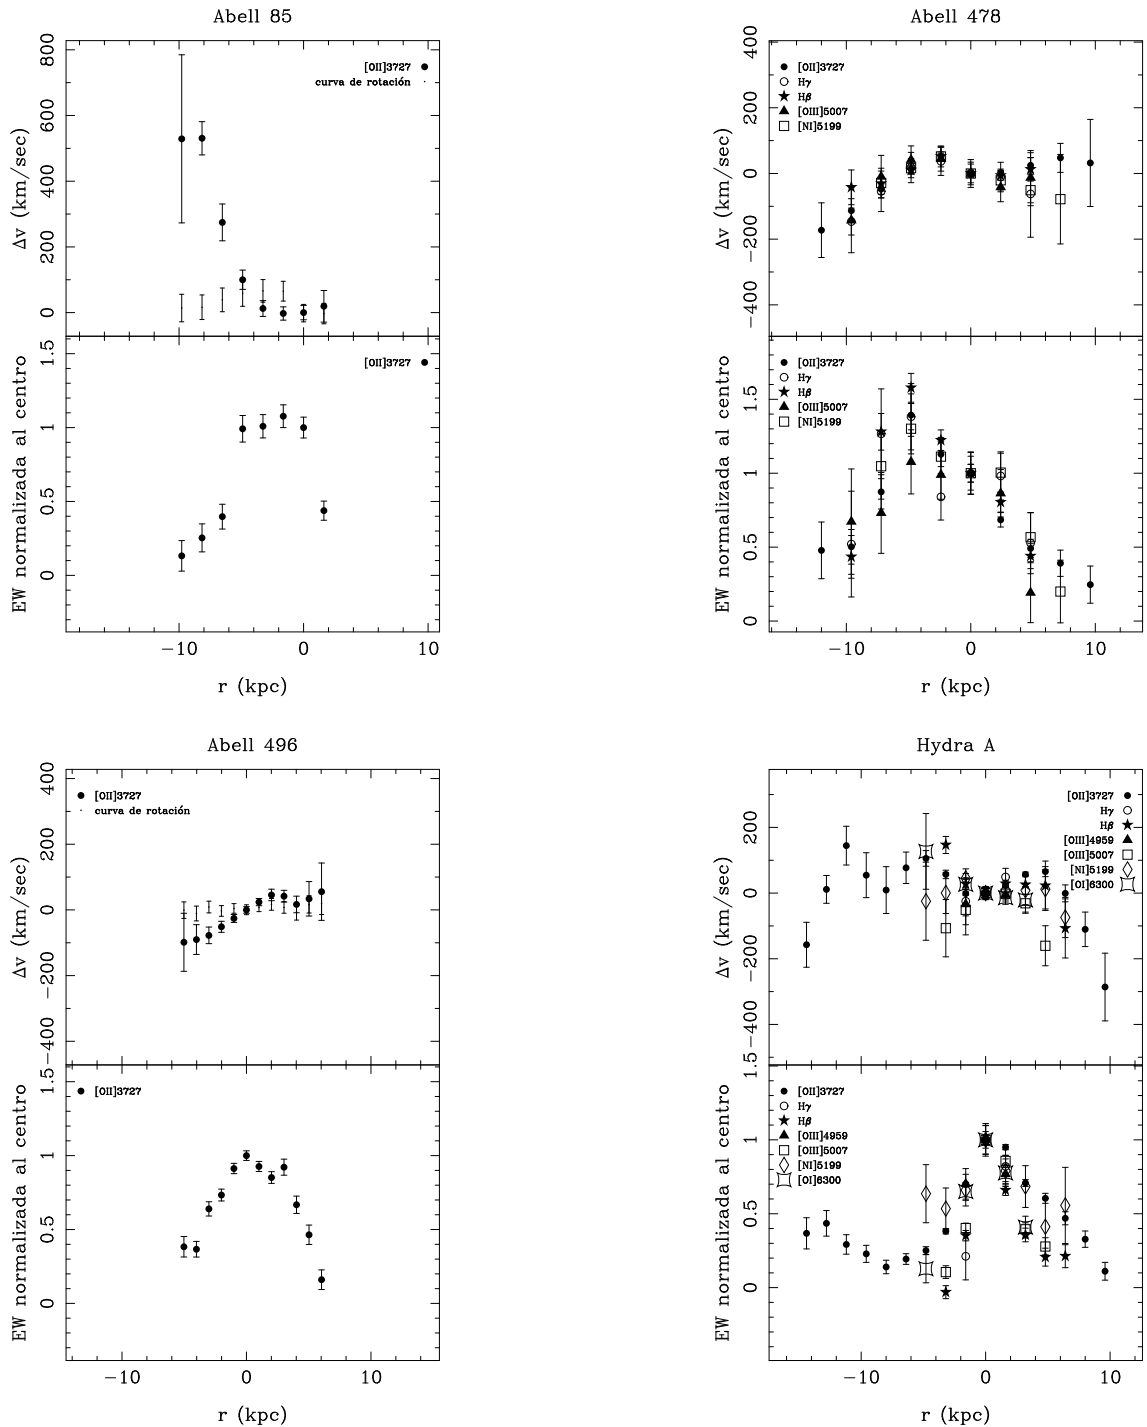 Abell 85
Δv (km/sec)
800
600
400
200
0
[OII]3727
curva de rotación
EW normalizada al centro
1.5
1
0.5
0
[OII]3727
−10 0 10
r (kpc)
Abell 478
Δv (km/sec)
400
200
0
−200
−400
[OII]3727
Hγ
Hβ
[OIII]5007
[NI]5199
EW normalizada al centro
1.5
1
0.5
0
[OII]3727
Hγ
Hβ
[OIII]5007
[NI]5199
−10 0 10
r (kpc)
Abell 496
Δv (km/sec)
400
200
0
−200
−400
[OII]3727
curva de rotación
EW normalizada al centro
1.5
1
0.5
0
[OII]3727
−10 0 10
r (kpc)
Hydra A
Δv (km/sec)
200
0
−200
−400
[OII]3727
Hγ
Hβ
[OIII]4959
[OIII]5007
[NI]5199
[OI]6300
EW normalizada al centro
1.5
1
0.5
0
[OII]3727
Hγ
Hβ
[OIII]4959
[OIII]5007
[NI]5199
[OI]6300
−10 0 10
r (kpc)